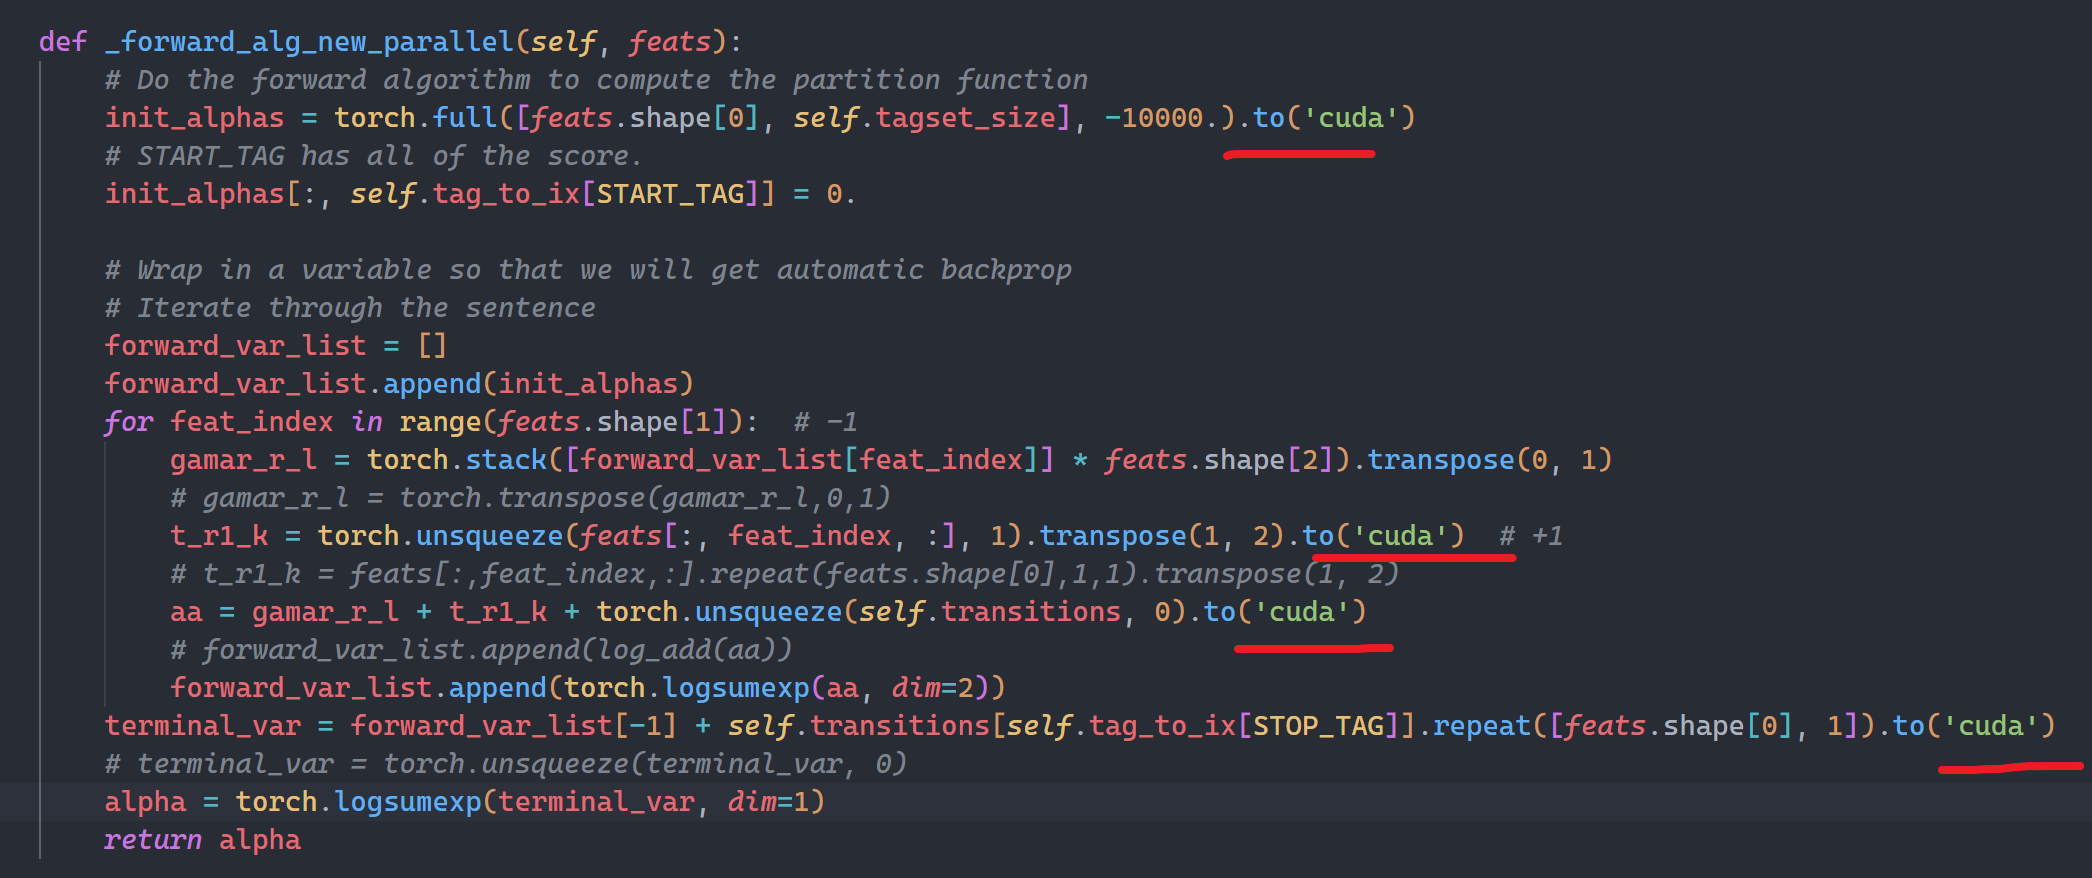 def _forward_alg_new_parallel(self, feats):
    # Do the forward algorithm to compute the partition function
    init_alphas = torch.full([feats.shape[0], self.tagset_size], -10000.).to('cuda')
    # START_TAG has all of the score.
    init_alphas[:, self.tag_to_ix[START_TAG]] = 0.

    # Wrap in a variable so that we will get automatic backprop
    # Iterate through the sentence
    forward_var_list = []
    forward_var_list.append(init_alphas)
    for feat_index in range(feats.shape[1]):  # -1
        gamar_r_l = torch.stack([forward_var_list[feat_index]] * feats.shape[2]).transpose(0, 1)
        # gamar_r_l = torch.transpose(gamar_r_l,0,1)
        t_r1_k = torch.unsqueeze(feats[:, feat_index, :], 1).transpose(1, 2).to('cuda')  # +1
        # t_r1_k = feats[:,feat_index,:].repeat(feats.shape[0],1,1).transpose(1, 2)
        aa = gamar_r_l + t_r1_k + torch.unsqueeze(self.transitions, 0).to('cuda')
        # forward_var_list.append(log_add(aa))
        forward_var_list.append(torch.logsumexp(aa, dim=2))
    terminal_var = forward_var_list[-1] + self.transitions[self.tag_to_ix[STOP_TAG]].repeat([feats.shape[0], 1]).to('cuda')
    # terminal_var = torch.unsqueeze(terminal_var, 0)
    alpha = torch.logsumexp(terminal_var, dim=1)
    return alpha